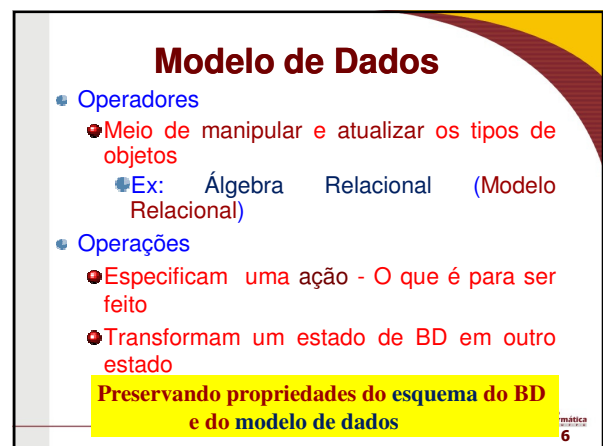 Modelo de Dados
Operadores
Meio de manipular e atualizar os tipos de
objetos
Ex: Álgebra Relacional (Modelo
Relacional)
Operações
Especificam uma ação - O que é para ser
feito
Transformam um estado de BD em outro
estado
Preservando propriedades do esquema do BD
e do modelo de dados
mática
6